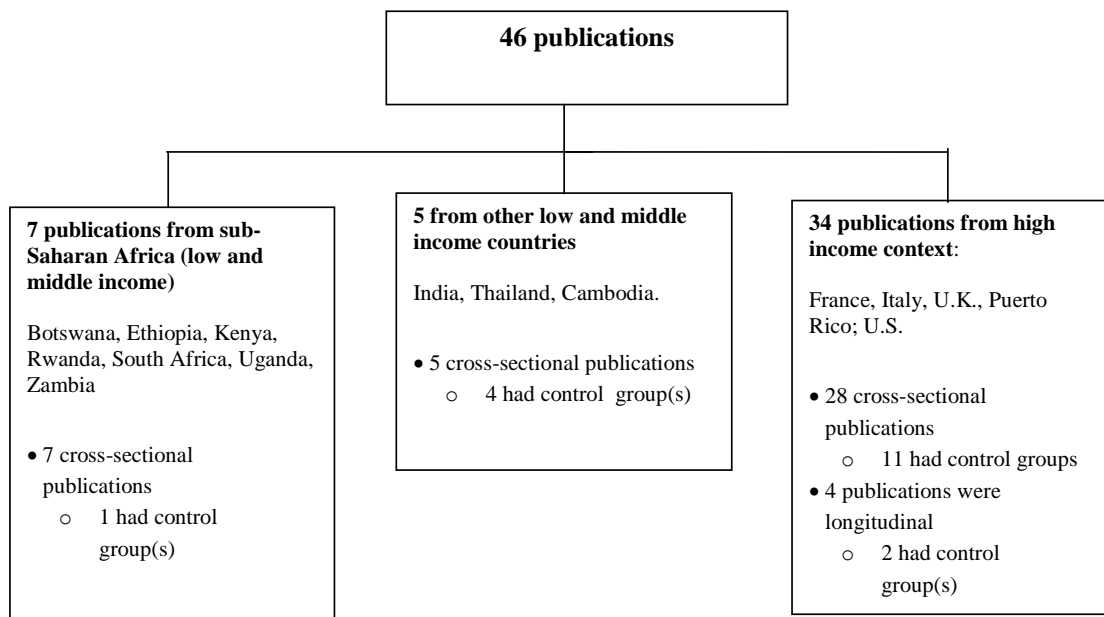 46 publications
7 publications from sub-
Saharan Africa (low and
middle income)
Botswana, Ethiopia, Kenya,
Rwanda, South Africa, Uganda,
Zambia
• 7 cross-sectional
publications
o 1 had control
group(s)
5 from other low and middle
income countries
India, Thailand, Cambodia.
• 5 cross-sectional publications
o 4 had control group(s)
34 publications from high
income context:
France, Italy, U.K., Puerto
Rico; U.S.
• 28 cross-sectional
publications
o 11 had control groups
• 4 publications were
longitudinal
o 2 had control
group(s)